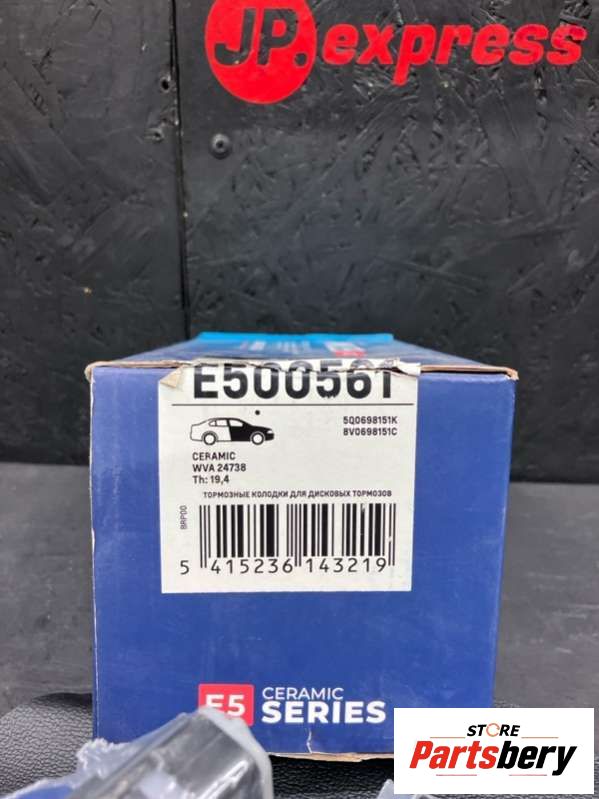 JP.express
E500561
5Q0698151K
8V0698151C
CERAMIC
WVA 24738
Th: 19,4
ТОРМОЗНЫЕ КОЛОДКИ ДЛЯ ДИСКОВЫХ ТОРМОЗОВ
BRP00
5 415236 143219
E5 CERAMIC SERIES
STORE
Partsbery